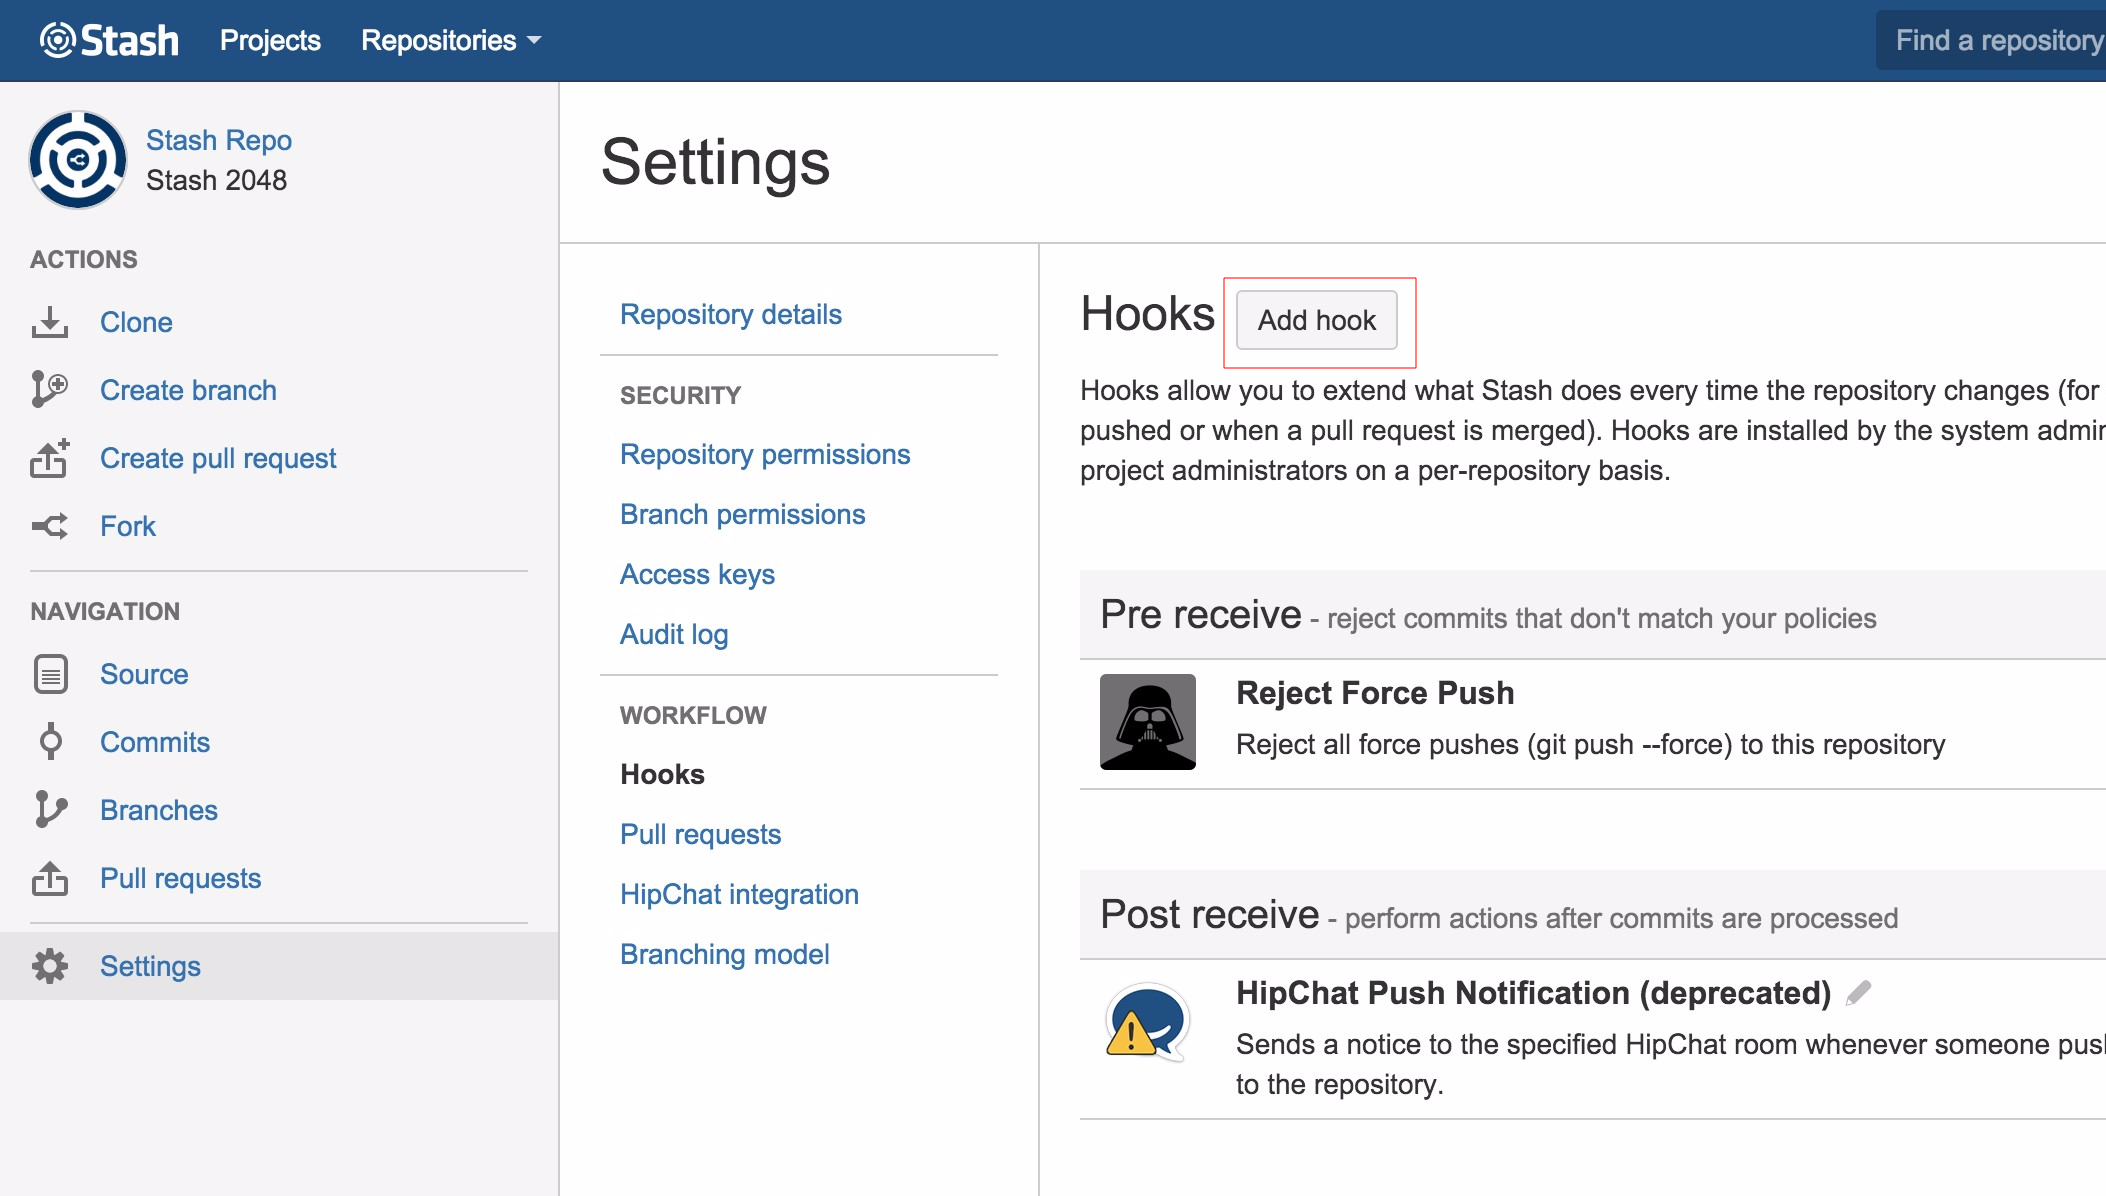 Stash Projects Repositories Find a repository
Stash Repo
Stash 2048
ACTIONS
Clone
Create branch
Create pull request
Fork
NAVIGATION
Source
Commits
Branches
Pull requests
Settings
Settings
Repository details
SECURITY
Repository permissions
Branch permissions
Access keys
Audit log
WORKFLOW
Hooks
Pull requests
HipChat integration
Branching model
Hooks Add hook
Hooks allow you to extend what Stash does every time the repository changes (for
pushed or when a pull request is merged). Hooks are installed by the system
project administrators on a per-repository basis.
Pre receive - reject commits that don't match your policies
Reject Force Push
Reject all force pushes (git push --force) to this repository
Post receive - perform actions after commits are processed
HipChat Push Notification (deprecated)
Sends a notice to the specified HipChat room whenever someone
to the repository.